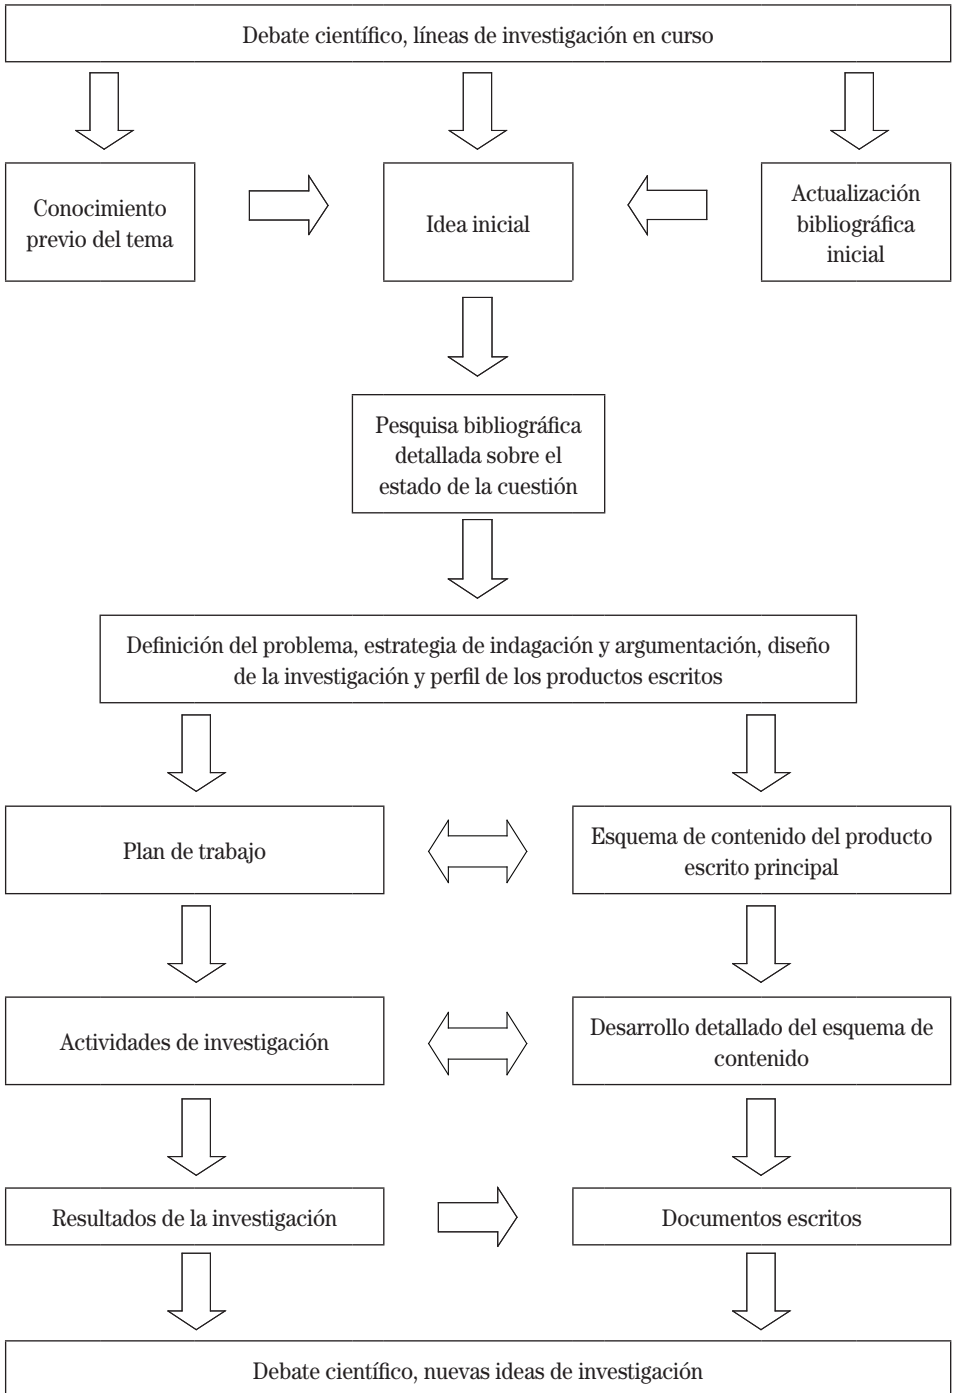 Debate científico, líneas de investigación en curso
Conocimiento
previo del tema
Idea inicial
Actualización
bibliográfica
inicial
Pesquisa bibliográfica
detallada sobre el
estado de la cuestión
Definición del problema, estrategia de indagación y argumentación, diseño
de la investigación y perfil de los productos escritos
Plan de trabajo
Esquema de contenido del producto
escrito principal
Actividades de investigación
Desarrollo detallado del esquema de
contenido
Resultados de la investigación
Documentos escritos
Debate científico, nuevas ideas de investigación